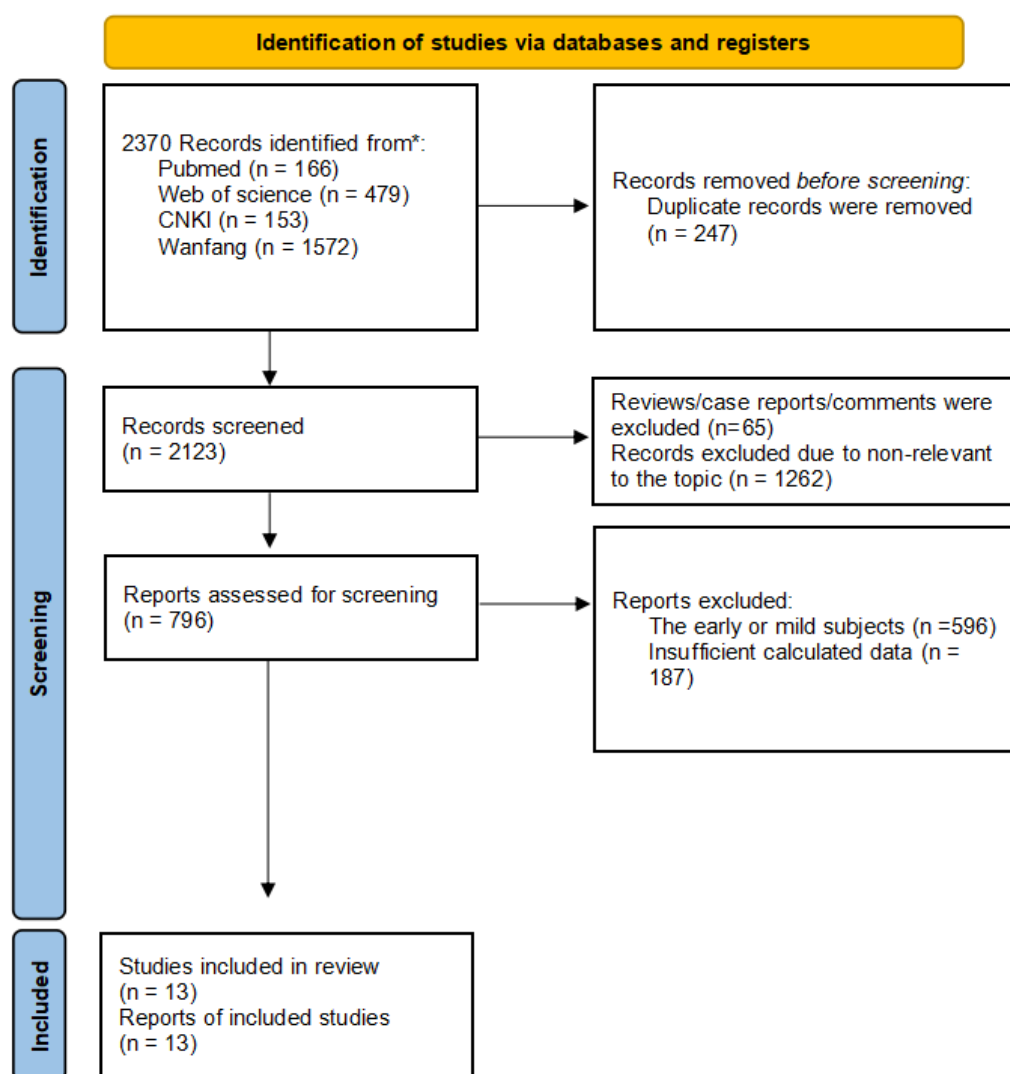 Identification of studies via databases and registers
Identification
2370 Records identified from*:
Pubmed (n = 166)
Web of science (n = 479)
CNKI (n = 153)
Wanfang (n = 1572)
Records removed before screening:
Duplicate records were removed
(n = 247)
Screening
Records screened
(n = 2123)
Reviews/case reports/comments were
excluded (n=65)
Records excluded due to non-relevant
to the topic (n = 1262)
Reports assessed for screening
(n = 796)
Reports excluded:
The early or mild subjects (n =596)
Insufficient calculated data (n =
187)
Included
Studies included in review
(n = 13)
Reports of included studies
(n = 13)